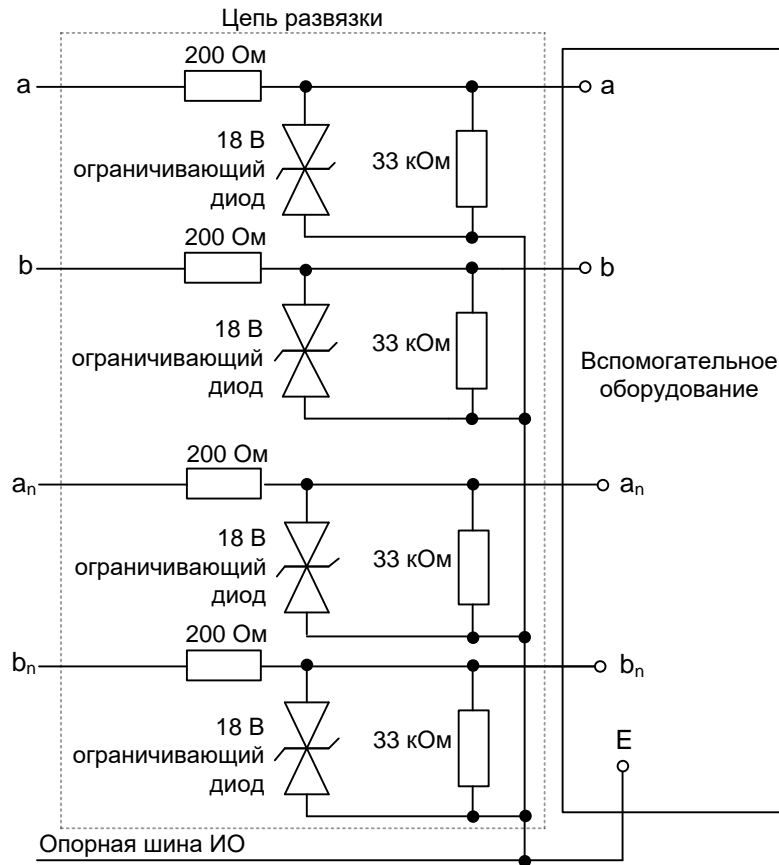 Цепь развязки
200 Ом
a
a
18 В
ограничивающий
диод
33 кОм
200 Ом
b
b
18 В
ограничивающий
диод
33 кОм
Вспомогательное
оборудование
200 Ом
aₙ
aₙ
18 В
ограничивающий
диод
33 кОм
200 Ом
bₙ
bₙ
18 В
ограничивающий
диод
33 кОм
E
Опорная шина ИО